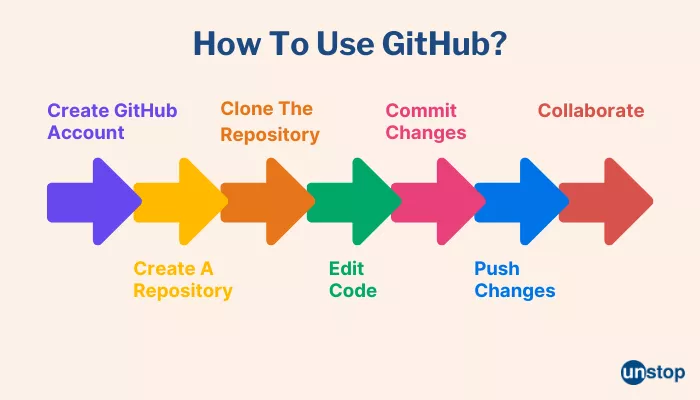 How To Use GitHub?
Create GitHub
Account
Clone The
Repository
Commit
Changes
Collaborate
Create A
Repository
Edit
Code
Push
Changes
unstop